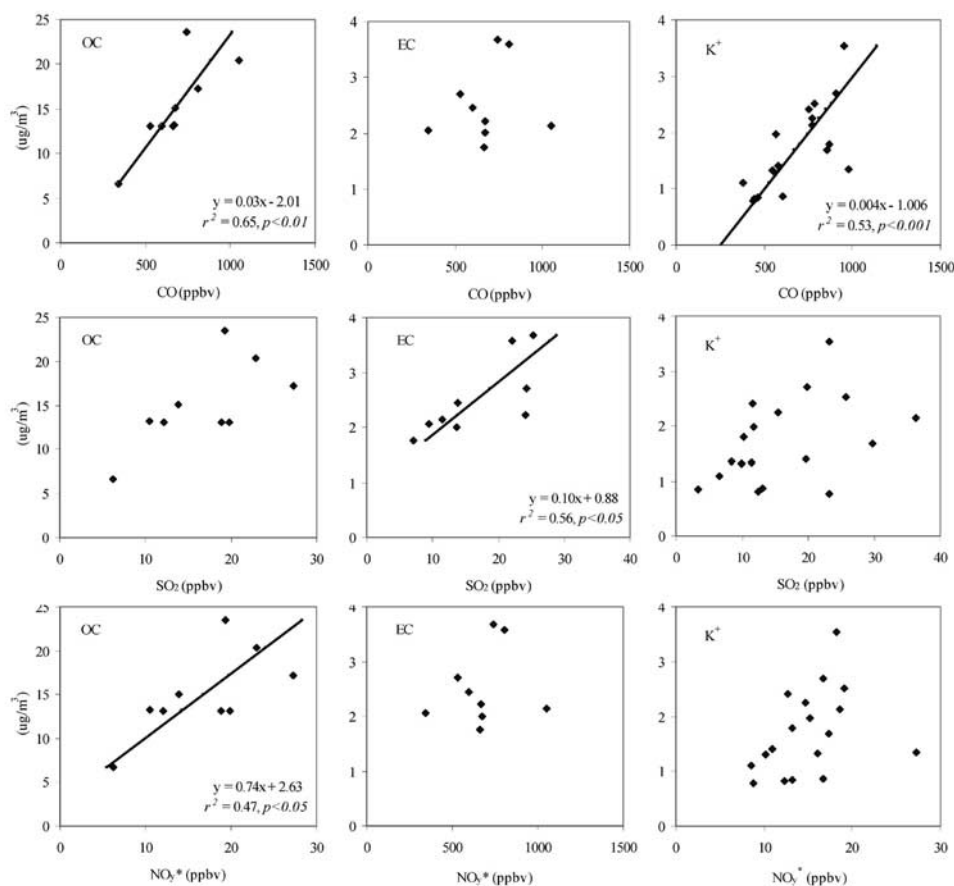 OC
EC
K+
25
20
15
10
5
0
(ug/m3)
y = 0.03x - 2.01
r2 = 0.65, p<0.01
0 500 1000 1500
CO (ppbv)
4
3
2
1
0
0 500 1000 1500
CO (ppbv)
4
3
2
1
0
y = 0.004x - 1.006
r2 = 0.53, p<0.001
0 500 1000 1500
CO (ppbv)
OC
EC
K+
25
20
15
10
5
0
(ug/m3)
0 10 20 30
SO2 (ppbv)
4
3
2
1
0
y = 0.10x + 0.88
r2 = 0.56, p<0.05
0 10 20 30 40
SO2 (ppbv)
4
3
2
1
0
0 10 20 30 40
SO2 (ppbv)
OC
EC
K+
25
20
15
10
5
0
(ug/m3)
y = 0.74x + 2.63
r2 = 0.47, p<0.05
0 10 20 30
NOy* (ppbv)
4
3
2
1
0
0 500 1000 1500
NOy* (ppbv)
4
3
2
1
0
0 10 20 30
NOy* (ppbv)